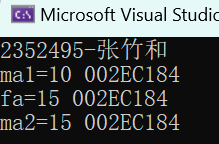 Microsoft Visual Studio
2352495-张竹和
ma1=10 002EC184
fa=15 002EC184
ma2=15 002EC184